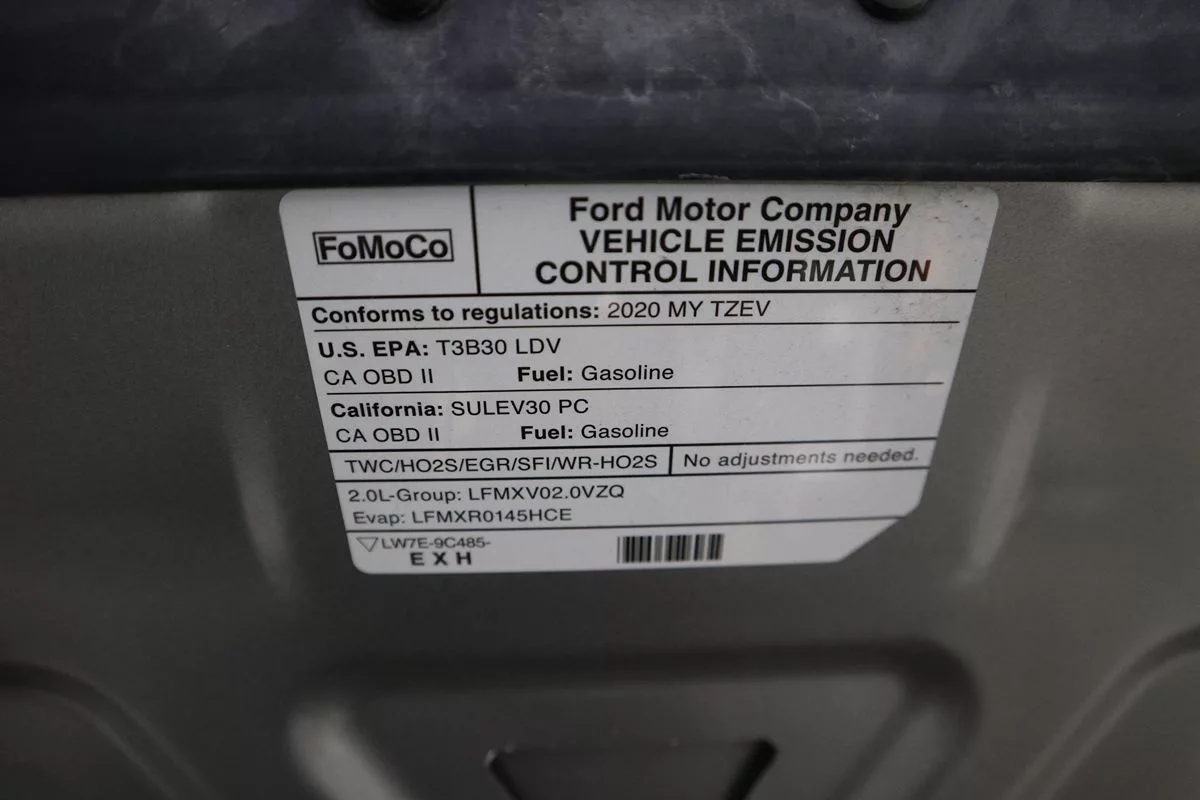 FoMoCo
Ford Motor Company
VEHICLE EMISSION
CONTROL INFORMATION
Conforms to regulations: 2020 MY TZEV
U.S. EPA: T3B30 LDV
CA OBD II Fuel: Gasoline
California: SULEV30 PC
CA OBD II Fuel: Gasoline
TWC/HO2S/EGR/SFI/WR-HO2S No adjustments needed.
2.0L-Group: LFMXV02.0VZQ
Evap: LFMXR0145HCE
LW7E-9C485-
EXH